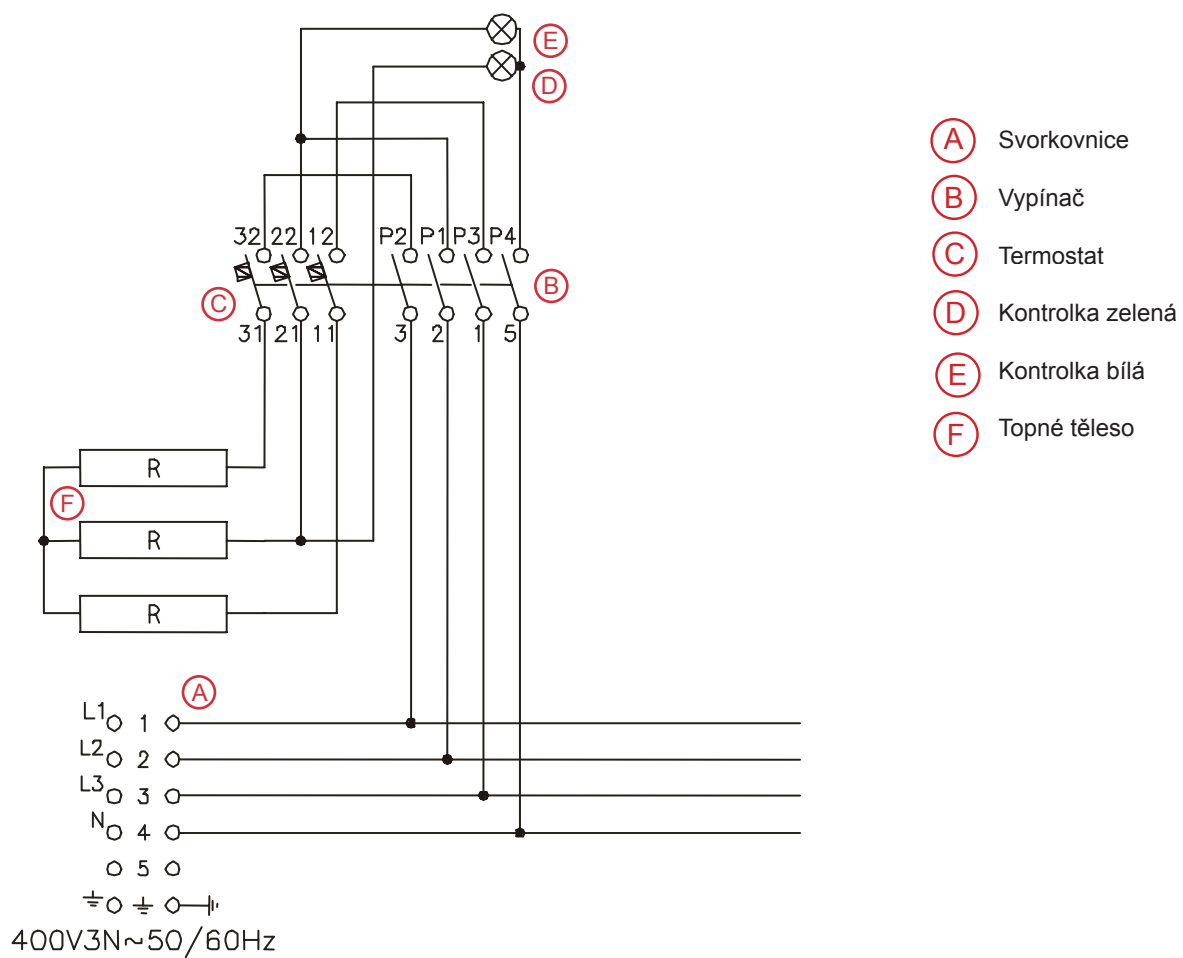 E
D
A Svorkovnice
B Vypínač
C Termostat
D Kontrolka zelená
E Kontrolka bílá
F Topné těleso
32 22 12 P2 P1 P3 P4
C
B
31 21 11 3 2 1 5
R
F
R
R
A
L1 1
L2 2
L3 3
N 4
5
400V3N~50/60Hz